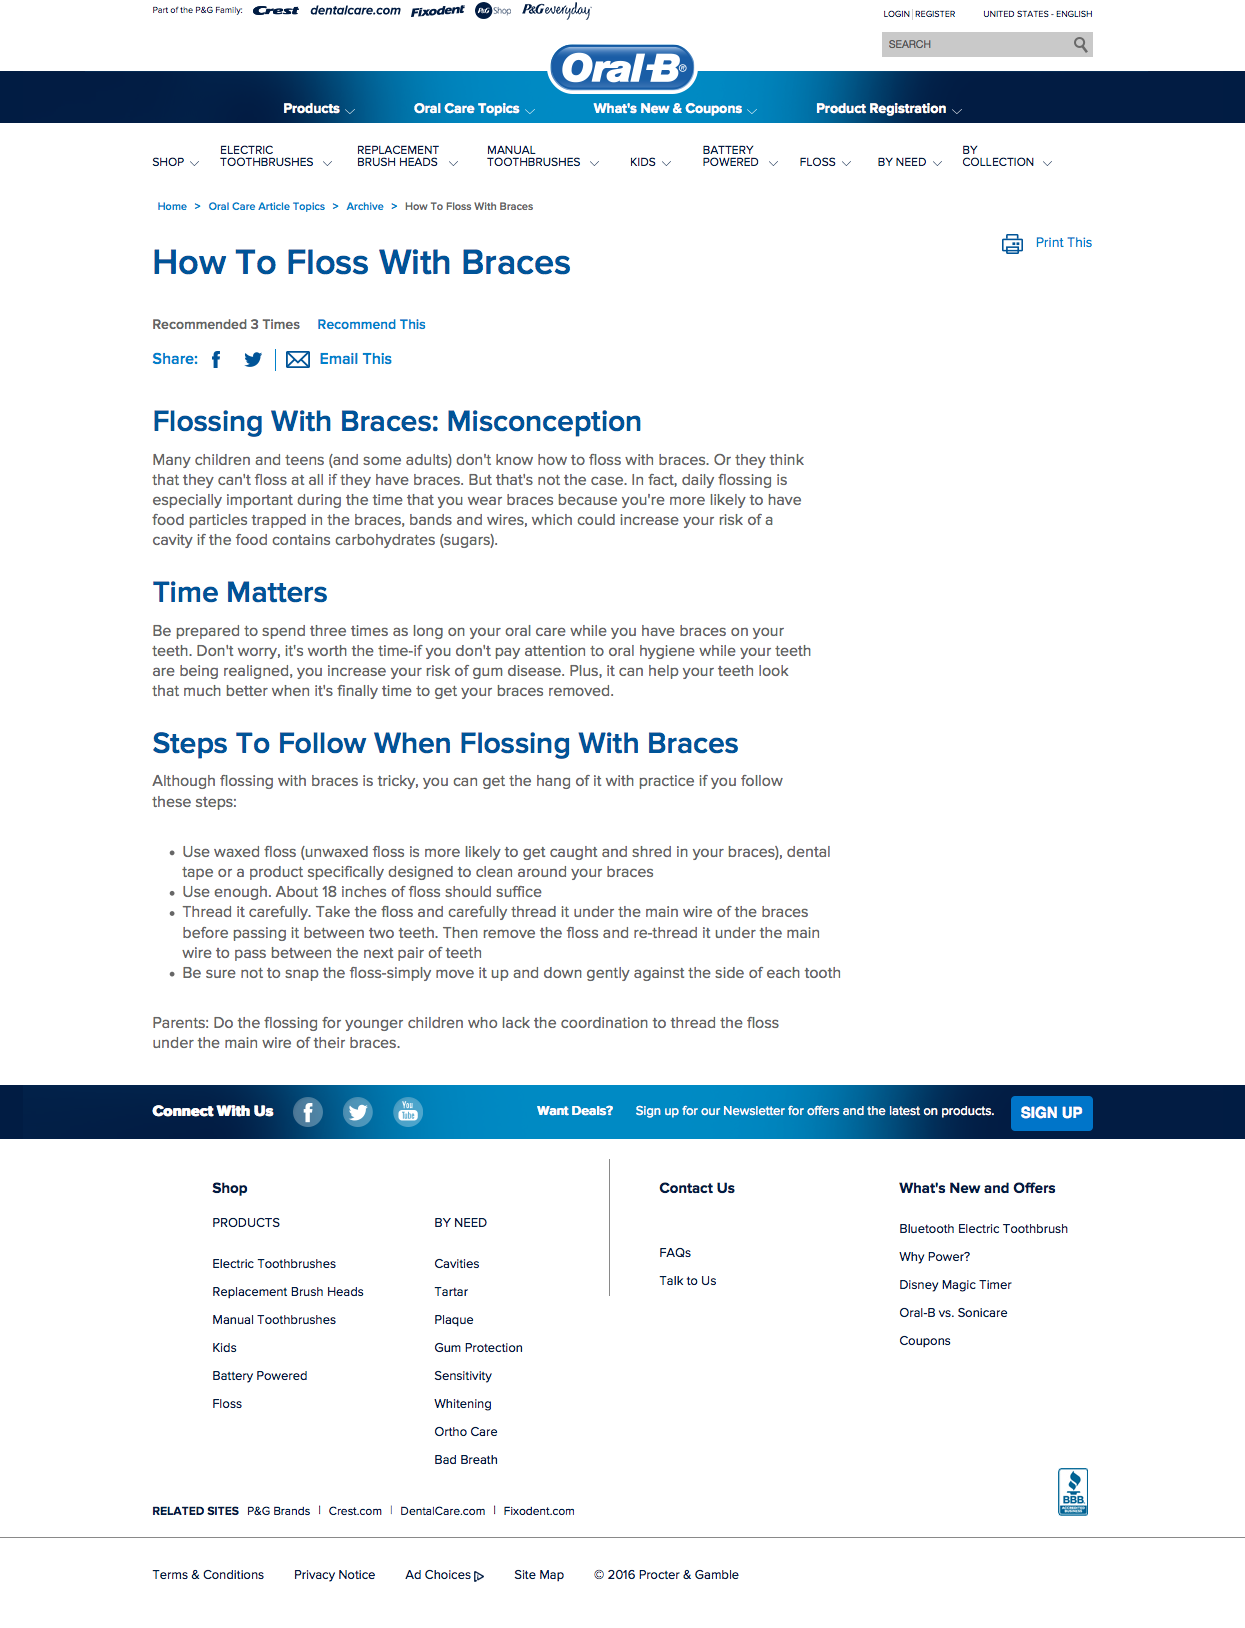 Part of the P&G Family: Crest dentalcare.com Fixodent P&G Shop P&G everyday
LOGIN | REGISTER UNITED STATES - ENGLISH
SEARCH
Oral-B®
Products Oral Care Topics What's New & Coupons Product Registration
SHOP ELECTRIC TOOTHBRUSHES REPLACEMENT BRUSH HEADS MANUAL TOOTHBRUSHES KIDS BATTERY POWERED FLOSS BY NEED BY COLLECTION
Home > Oral Care Article Topics > Archive > How To Floss With Braces
Print This
How To Floss With Braces
Recommended 3 Times Recommend This
Share: Email This
Flossing With Braces: Misconception
Many children and teens (and some adults) don't know how to floss with braces. Or they think
that they can't floss at all if they have braces. But that's not the case. In fact, daily flossing is
especially important during the time that you wear braces because you're more likely to have
food particles trapped in the braces, bands and wires, which could increase your risk of a
cavity if the food contains carbohydrates (sugars).
Time Matters
Be prepared to spend three times as long on your oral care while you have braces on your
teeth. Don't worry, it's worth the time-if you don't pay attention to oral hygiene while your teeth
are being realigned, you increase your risk of gum disease. Plus, it can help your teeth look
that much better when it's finally time to get your braces removed.
Steps To Follow When Flossing With Braces
Although flossing with braces is tricky, you can get the hang of it with practice if you follow
these steps:
• Use waxed floss (unwaxed floss is more likely to get caught and shred in your braces), dental
tape or a product specifically designed to clean around your braces
• Use enough. About 18 inches of floss should suffice
• Thread it carefully. Take the floss and carefully thread it under the main wire of the braces
before passing it between two teeth. Then remove the floss and re-thread it under the main
wire to pass between the next pair of teeth
• Be sure not to snap the floss-simply move it up and down gently against the side of each tooth
Parents: Do the flossing for younger children who lack the coordination to thread the floss
under the main wire of their braces.
Connect With Us You Tube Want Deals? Sign up for our Newsletter for offers and the latest on products. SIGN UP
Shop
PRODUCTS
Electric Toothbrushes
Replacement Brush Heads
Manual Toothbrushes
Kids
Battery Powered
Floss
BY NEED
Cavities
Tartar
Plaque
Gum Protection
Sensitivity
Whitening
Ortho Care
Bad Breath
Contact Us
FAQs
Talk to Us
What's New and Offers
Bluetooth Electric Toothbrush
Why Power?
Disney Magic Timer
Oral-B vs. Sonicare
Coupons
BBB
RELATED SITES P&G Brands | Crest.com | DentalCare.com | Fixodent.com
Terms & Conditions Privacy Notice Ad Choices Site Map © 2016 Procter & Gamble